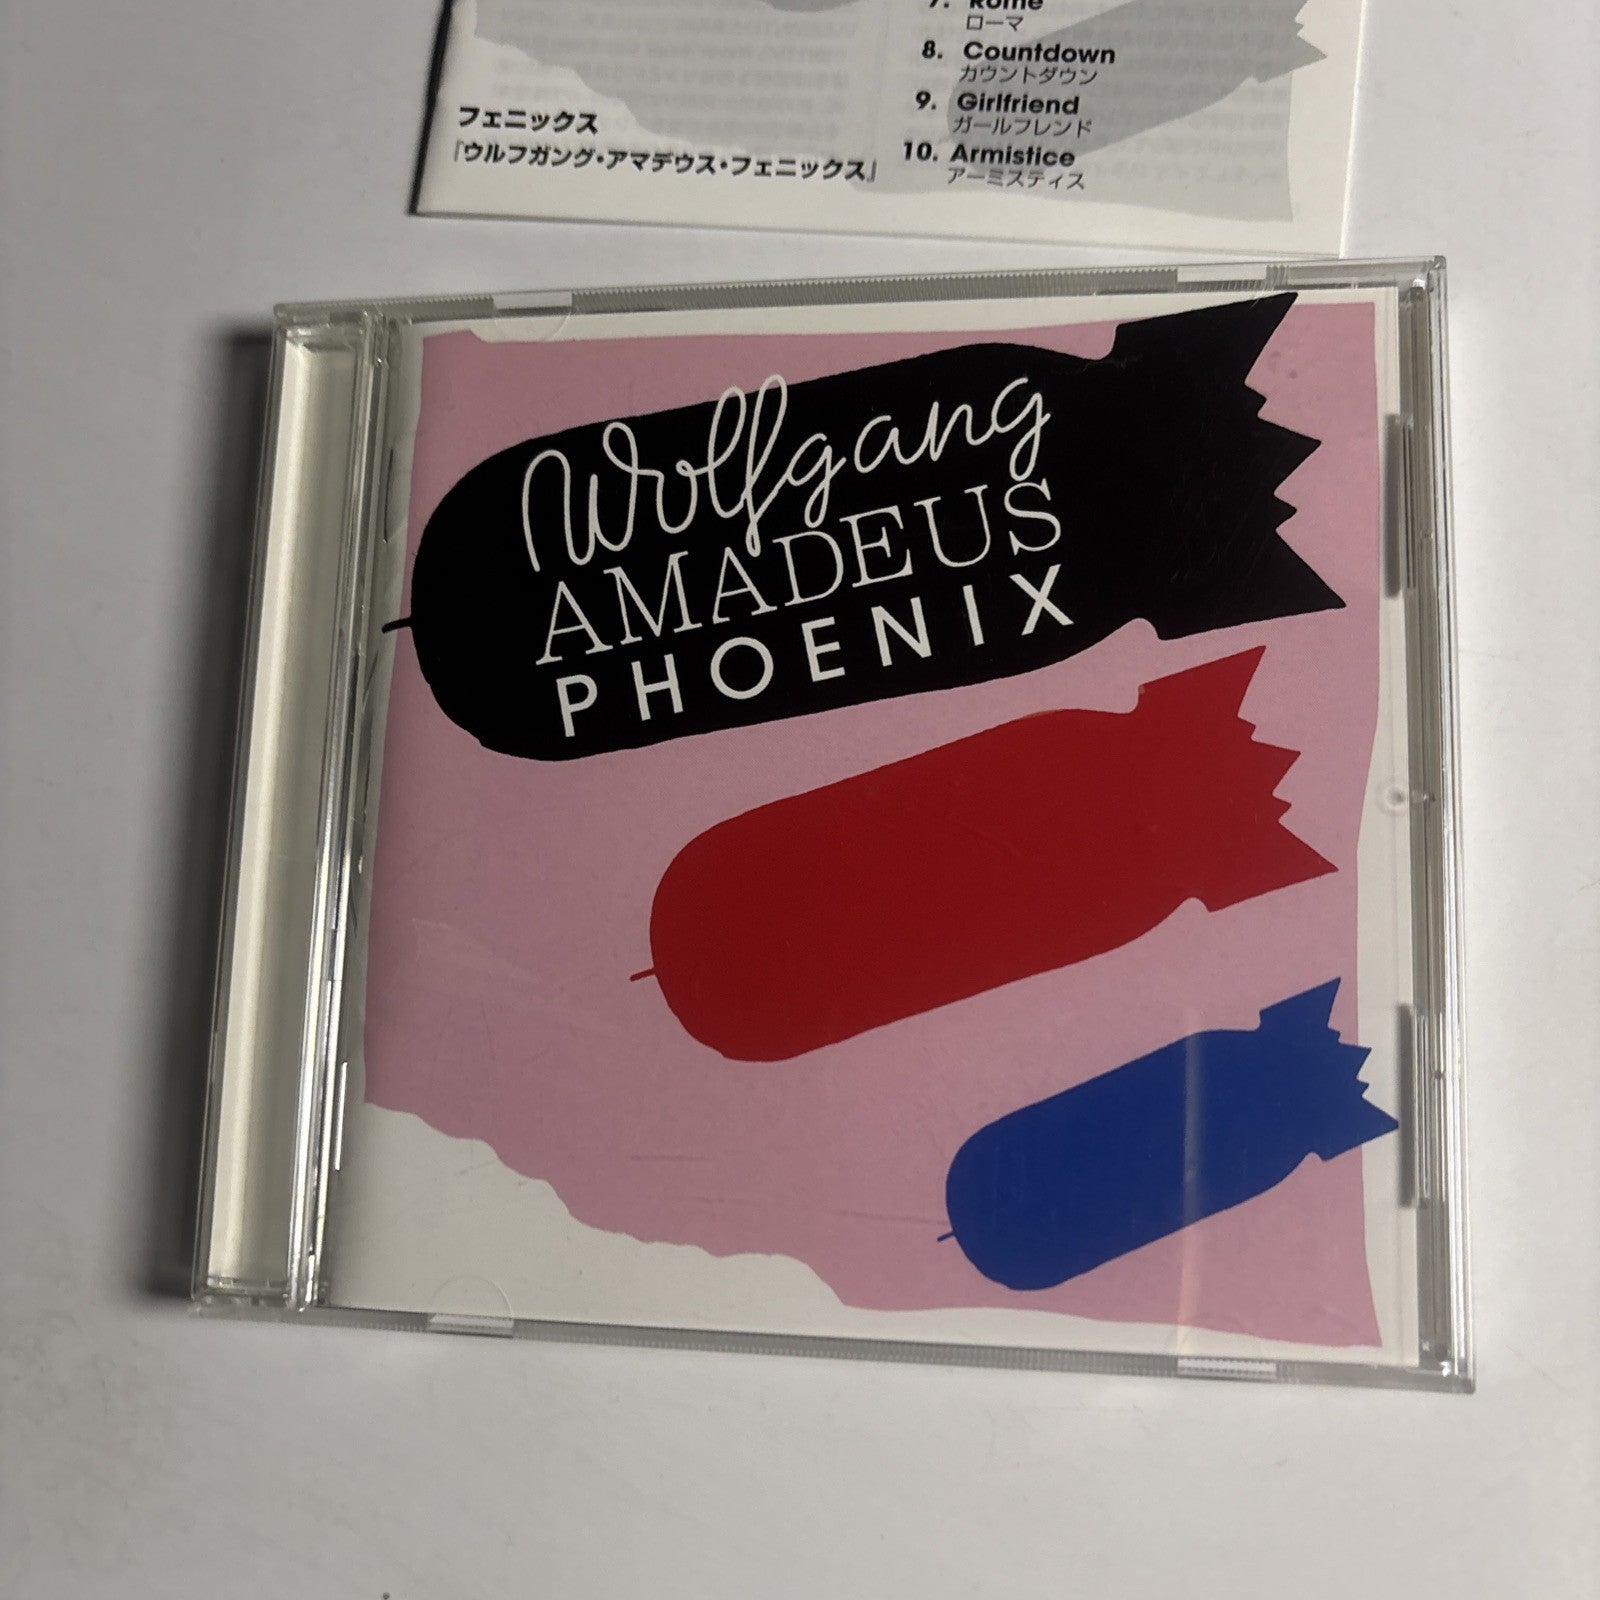 7. Rome
ローマ
8. Countdown
カウントダウン
9. Girlfriend
ガールフレンド
10. Armistice
アーミスティス
フェニックス
『ウルフガング・アマデウス・フェニックス』
Wolfgang
AMADEUS
PHOENIX